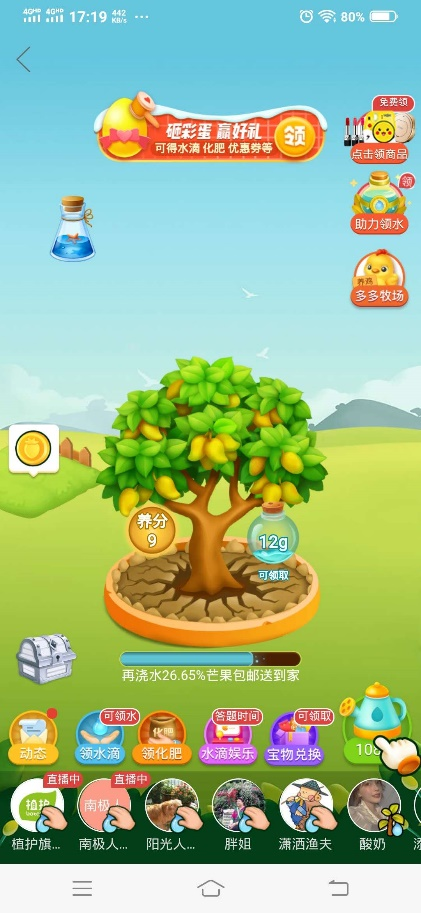 4GHD 4GHD 17:19 442 KB/s ... 80%
砸彩蛋 赢好礼
可得水滴 化肥 优惠券等
领
免费领
点击领商品
领
助力领水
养鸡
多多牧场
养分
9
12g
可领取
再浇水26.65%芒果包邮送到家
动态
可领水
领水滴
化肥
领化肥
答题时间
水滴娱乐
可领取
宝物兑换
直播中
植护
植护旗...
直播中
南极人
南极人...
阳光人...
胖姐
潇洒渔夫
酸奶